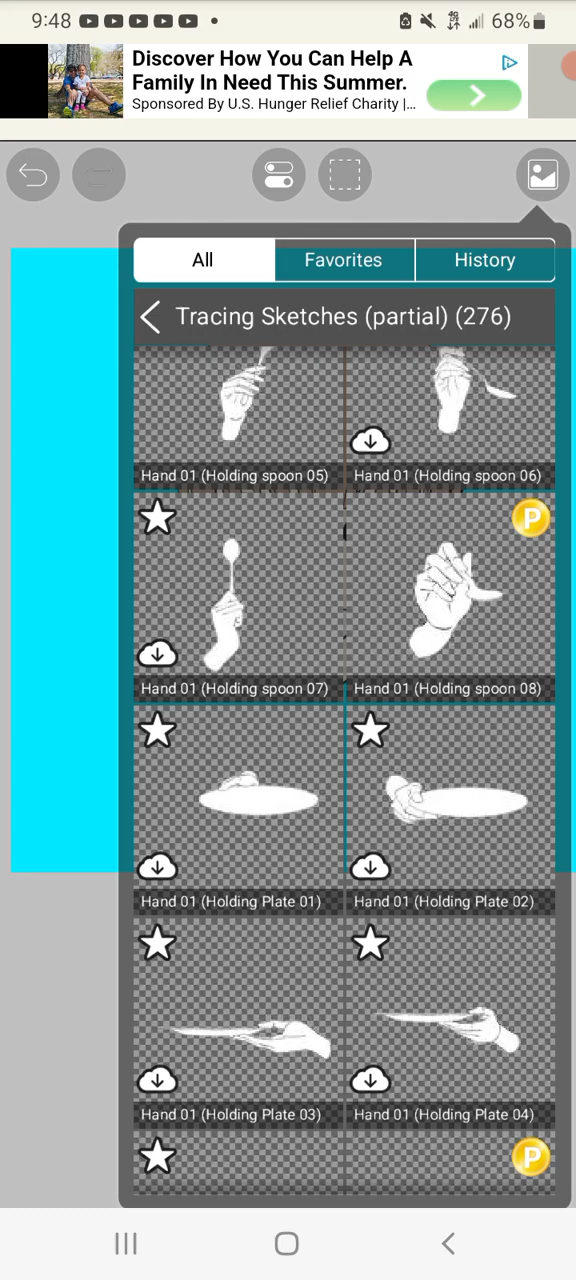 9:48
4G
68%
Discover How You Can Help A
Family In Need This Summer.
Sponsored By U.S. Hunger Relief Charity |...
All
Favorites
History
Tracing Sketches (partial) (276)
Hand 01 (Holding spoon 05)
Hand 01 (Holding spoon 06)
P
Hand 01 (Holding spoon 07)
Hand 01 (Holding spoon 08)
Hand 01 (Holding Plate 01)
Hand 01 (Holding Plate 02)
Hand 01 (Holding Plate 03)
Hand 01 (Holding Plate 04)
P